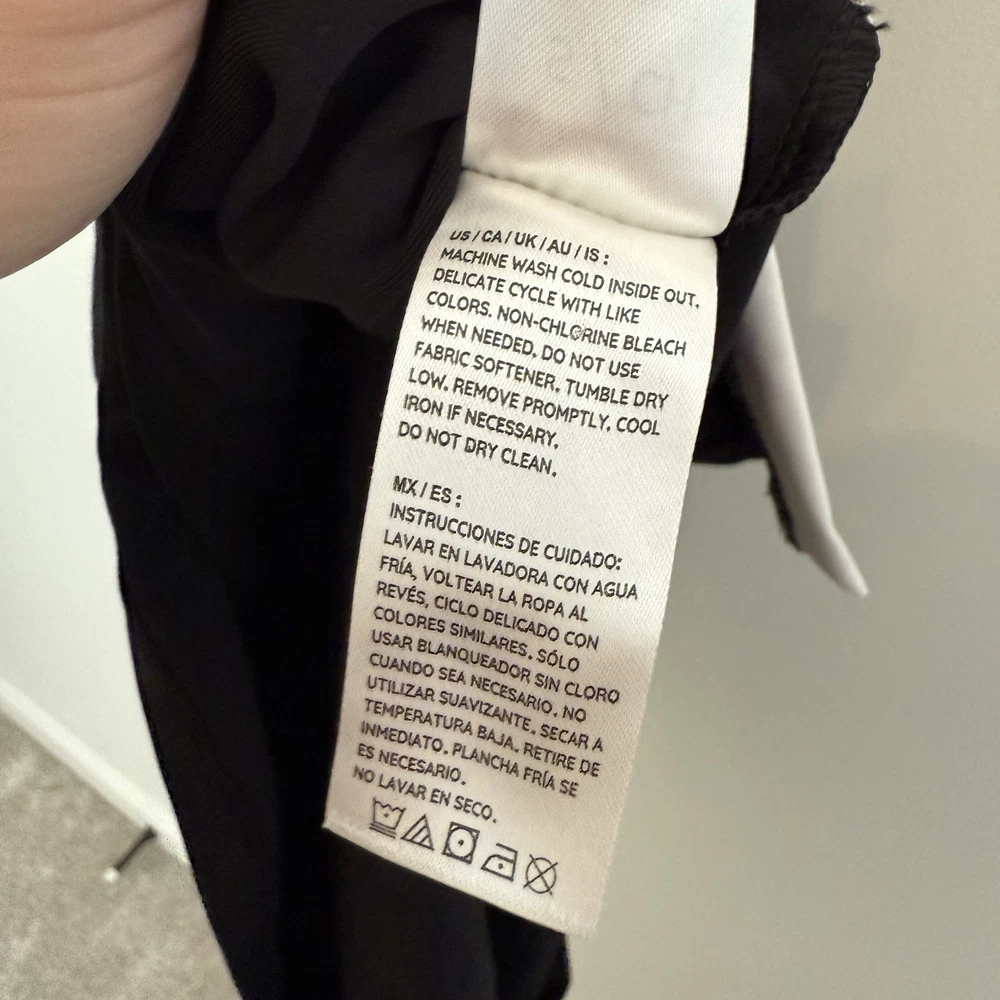 US / CA / UK / AU / IS :
MACHINE WASH COLD INSIDE OUT.
DELICATE CYCLE WITH LIKE
COLORS. NON-CHLORINE BLEACH
WHEN NEEDED. DO NOT USE
FABRIC SOFTENER. TUMBLE DRY
LOW. REMOVE PROMPTLY. COOL
IRON IF NECESSARY.
DO NOT DRY CLEAN.
MX / ES :
INSTRUCCIONES DE CUIDADO:
LAVAR EN LAVADORA CON AGUA
FRÍA, VOLTEAR LA ROPA AL
REVÉS, CICLO DELICADO CON
COLORES SIMILARES. SÓLO
USAR BLANQUEADOR SIN CLORO
CUANDO SEA NECESARIO. NO
UTILIZAR SUAVIZANTE. SECAR A
TEMPERATURA BAJA. RETIRE DE
INMEDIATO. PLANCHA FRÍA SE
ES NECESARIO.
NO LAVAR EN SECO.